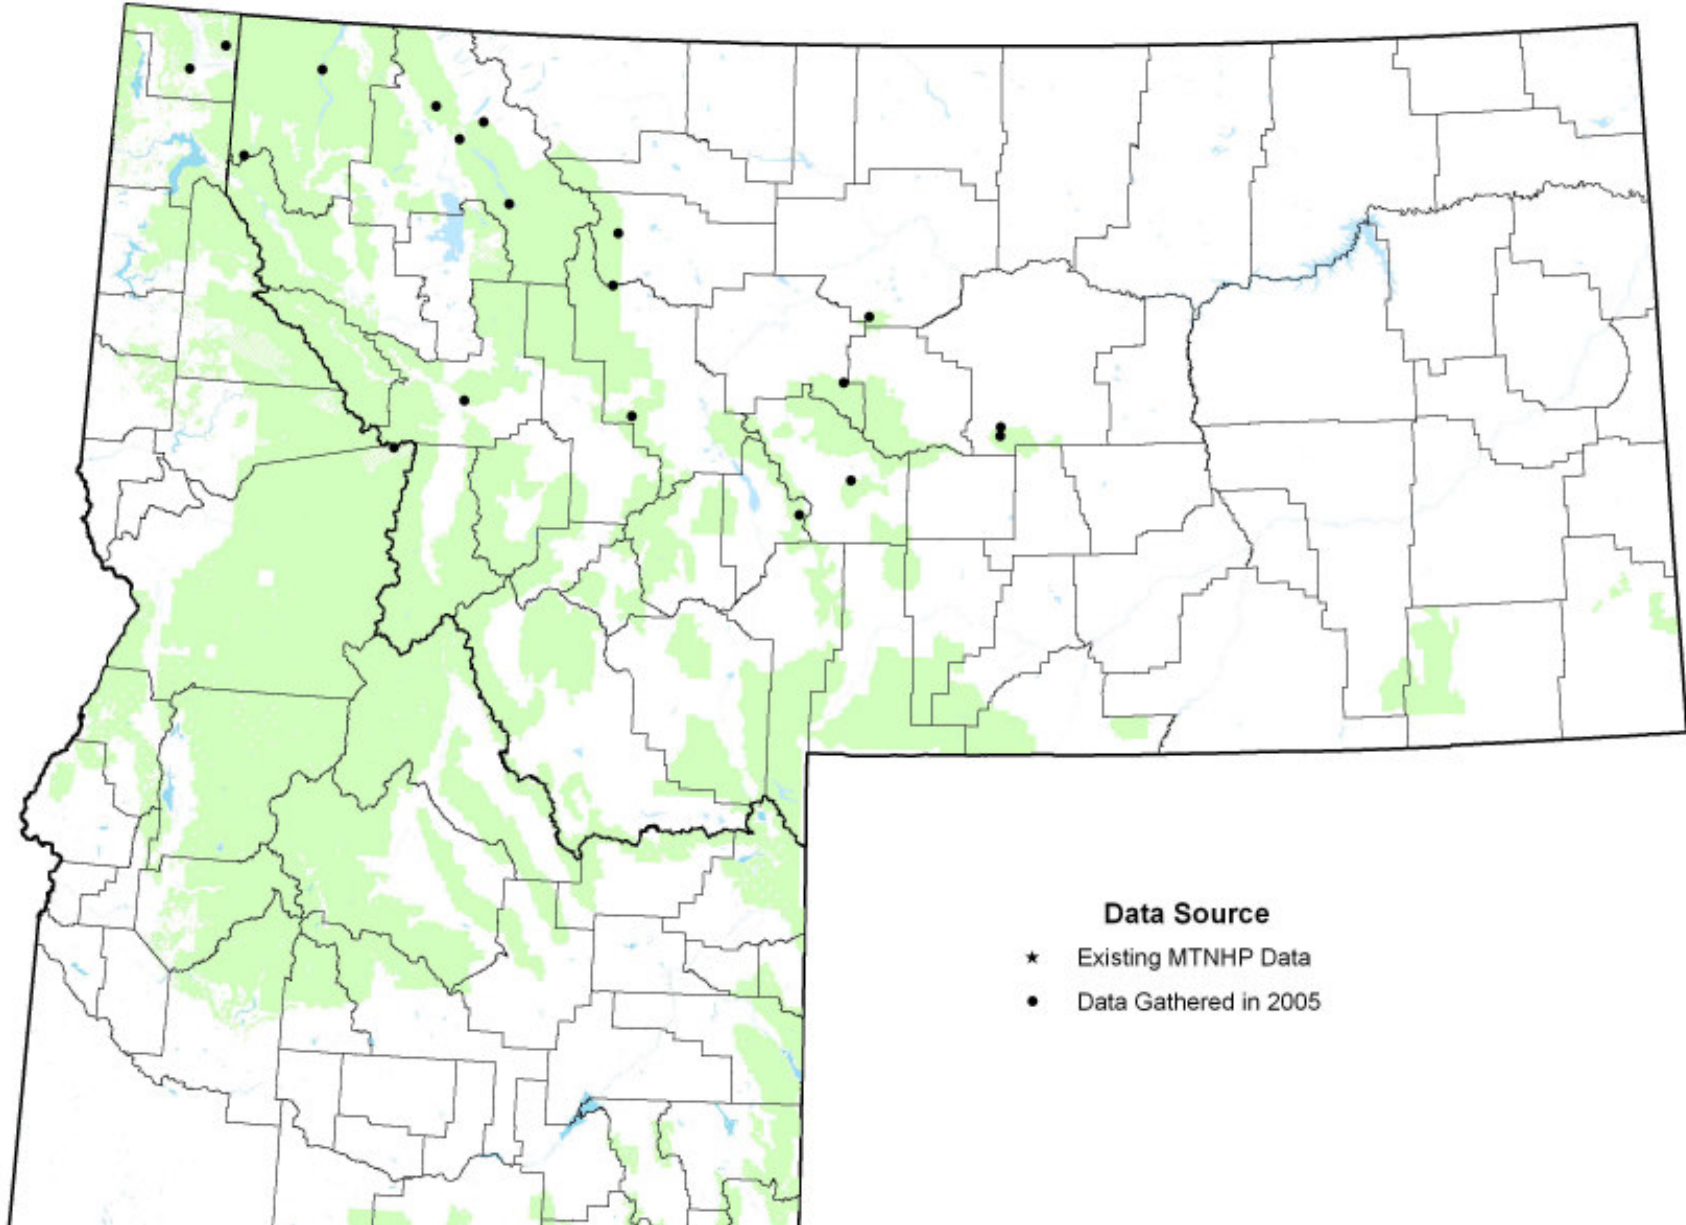 Data Source
★ Existing MTNHP Data
● Data Gathered in 2005